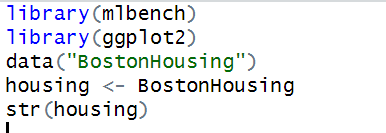 library(mlbench)
library(ggplot2)
data("BostonHousing")
housing <- BostonHousing
str(housing)